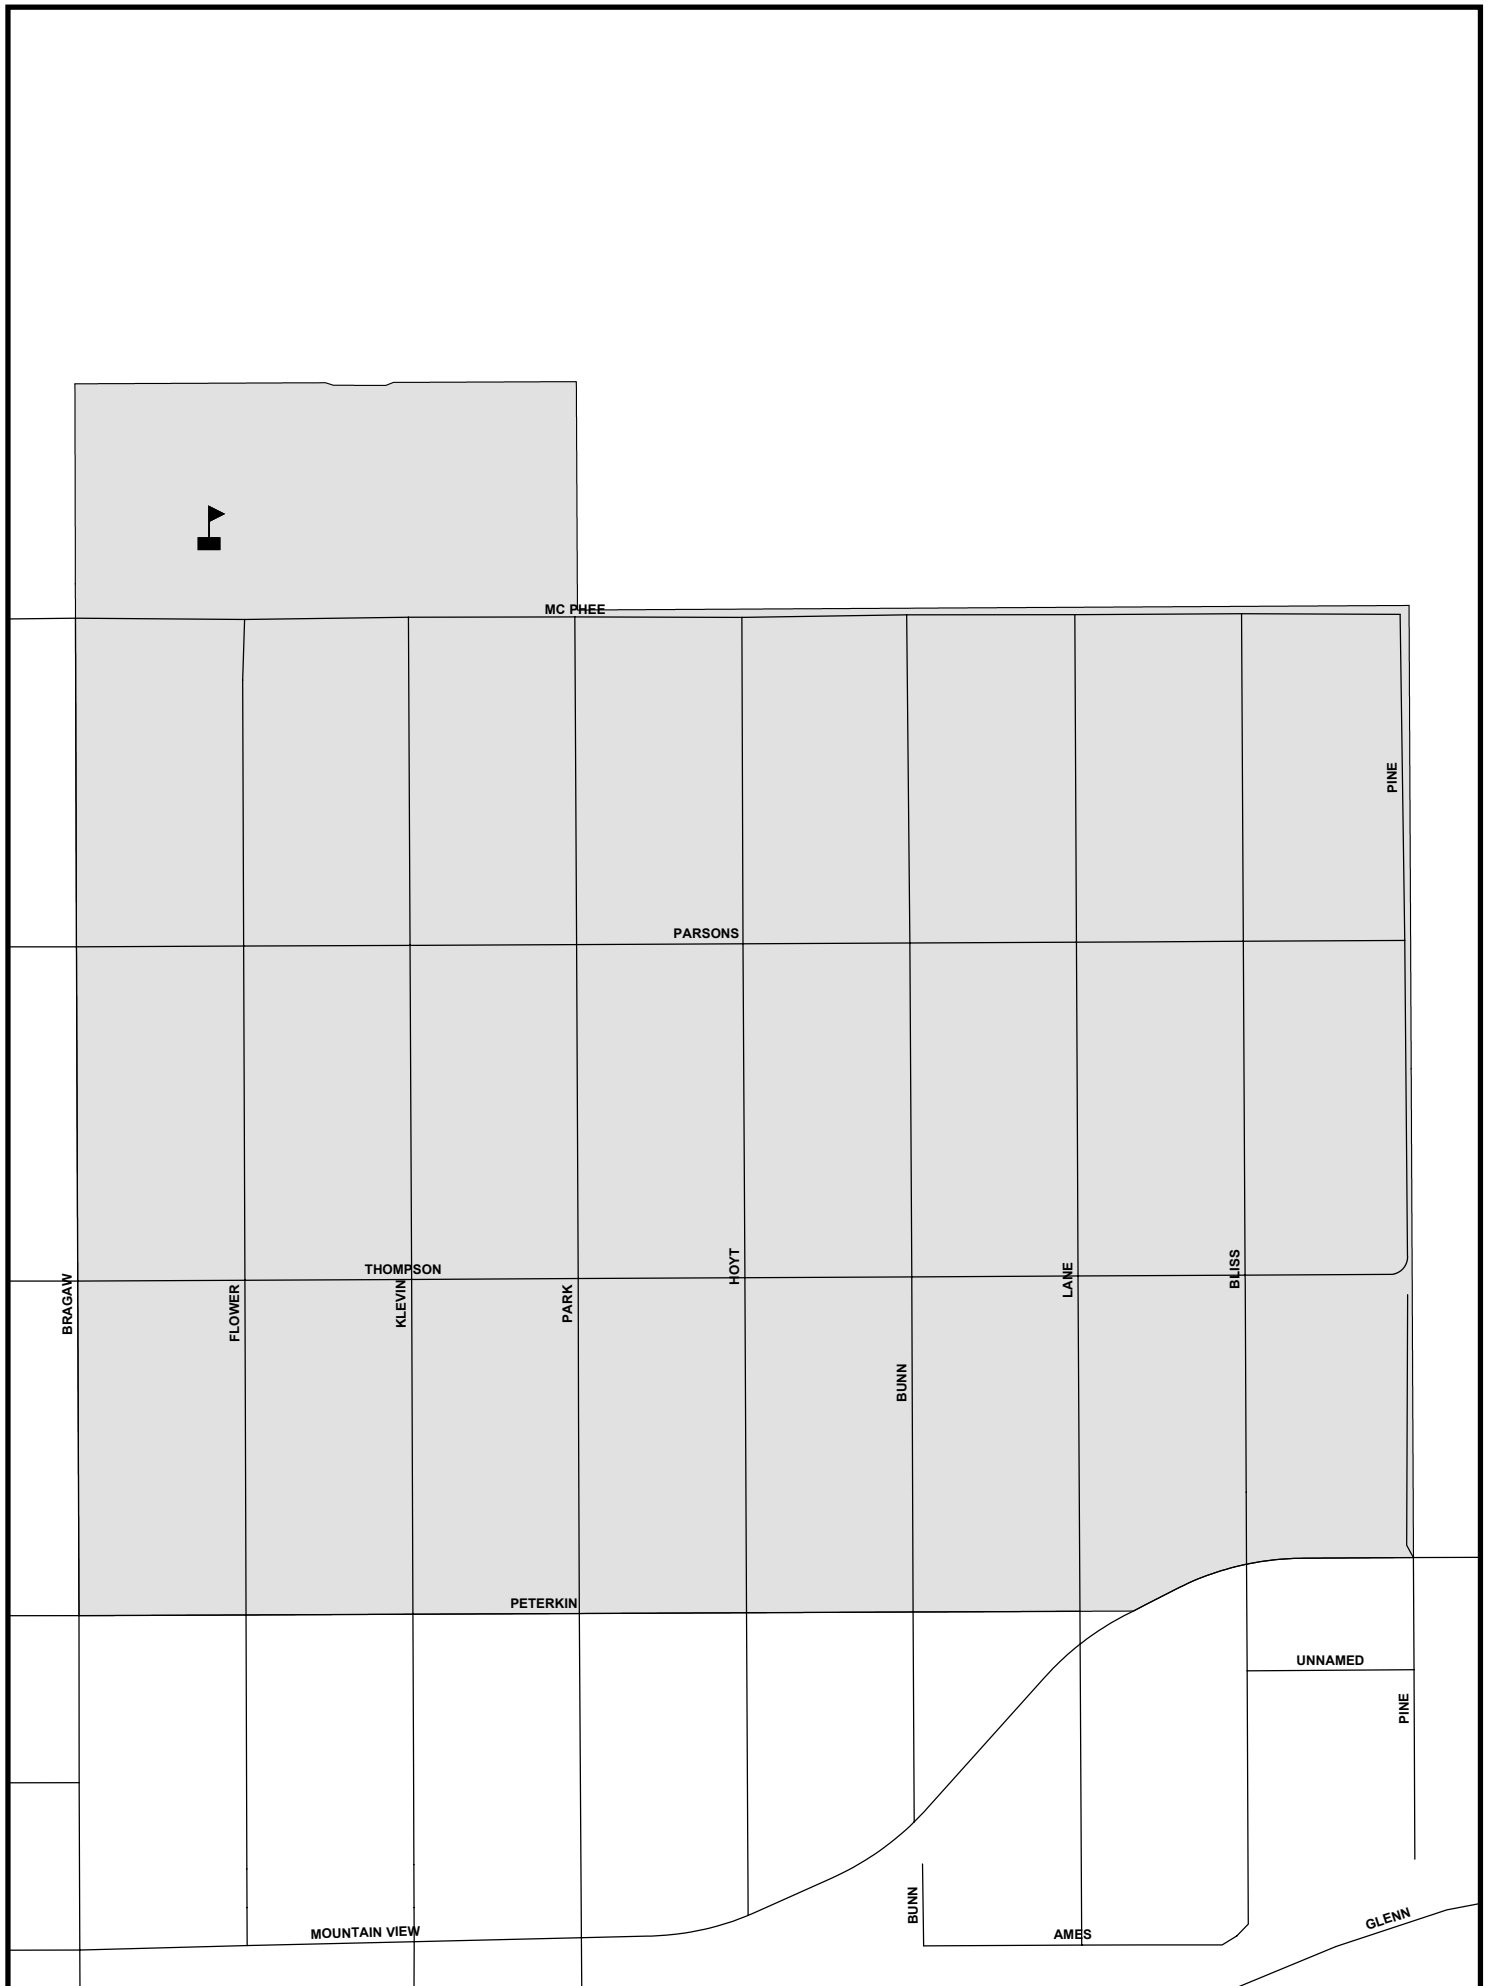 MC PHEE
PINE
PARSONS
THOMPSON
BRAGAW
FLOWER
KLEVIN
PARK
HOYT
BUNN
LANE
BLISS
PETERKIN
UNNAMED
PINE
BUNN
MOUNTAIN VIEW
AMES
GLENN